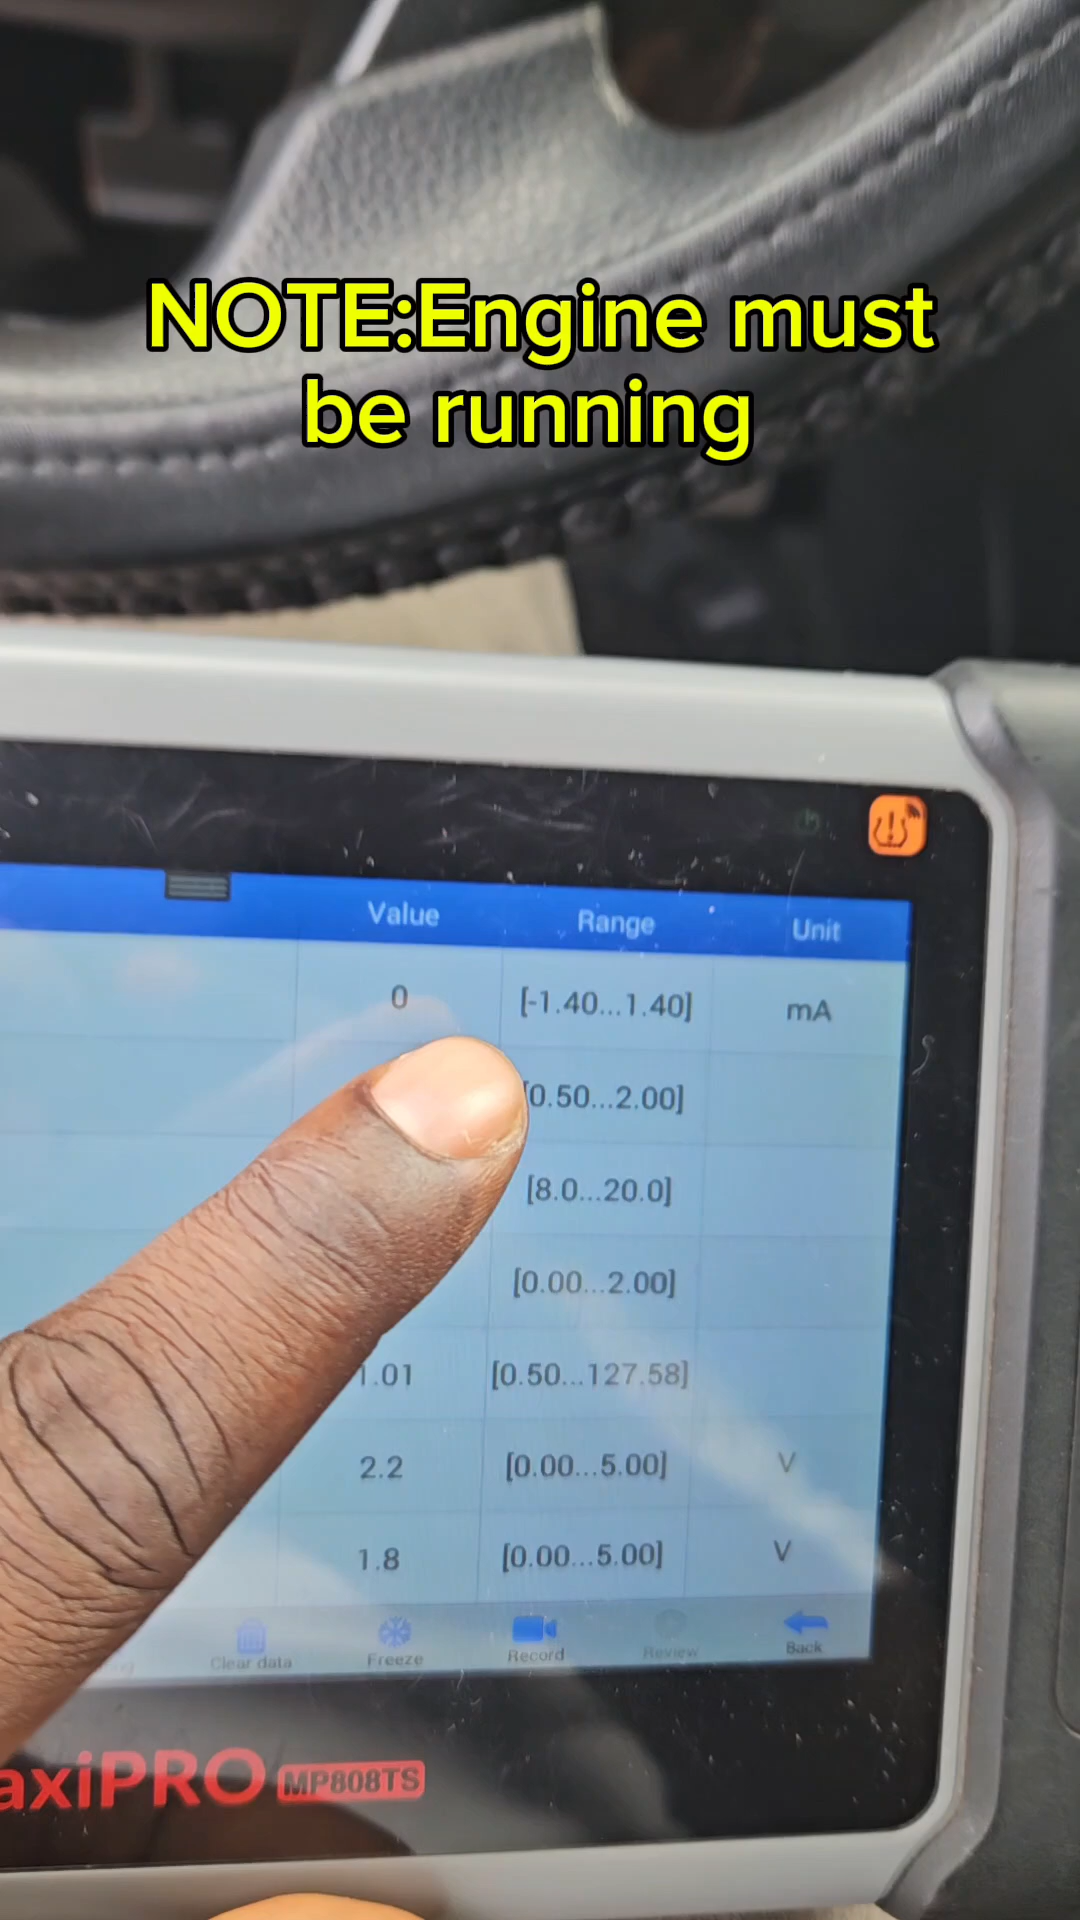 NOTE:Engine must
be running
Value Range Unit
0 [-1.40...1.40] mA
[0.50...2.00]
[8.0...20.0]
[0.00...2.00]
1.01 [0.50...127.58]
2.2 [0.00...5.00] V
1.8 [0.00...5.00] V
Clear data Freeze Record Review Back
axiPRO MP808TS